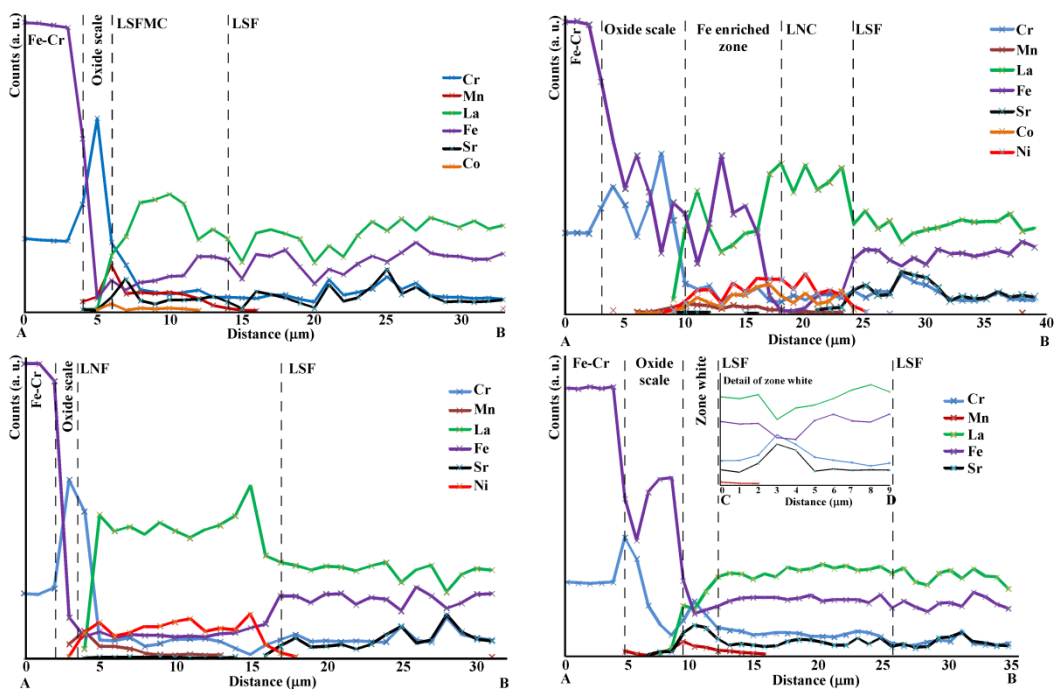 Counts (a. u.)
Fe-Cr
Oxide scale
LSFMC
LSF
Cr
Mn
La
Fe
Sr
Co
0 5 10 15 20 25 30
A
Distance (µm)
B
Counts (a. u.)
Fe-Cr
Oxide scale
Fe enriched
zone
LNC
LSF
Cr
Mn
La
Fe
Sr
Co
Ni
0 5 10 15 20 25 30 35 40
A
Distance (µm)
B
Counts (a. u.)
Fe-Cr
Oxide scale
LNF
LSF
Cr
Mn
La
Fe
Sr
Ni
0 5 10 15 20 25 30
A
Distance (µm)
B
Counts (a. u.)
Fe-Cr
Oxide
scale
Zone white
LSF
LSF
Detail of zone white
0 1 2 3 4 5 6 7 8 9
C
Distance (µm)
D
Cr
Mn
La
Fe
Sr
0 5 10 15 20 25 30 35
A
Distance (µm)
B